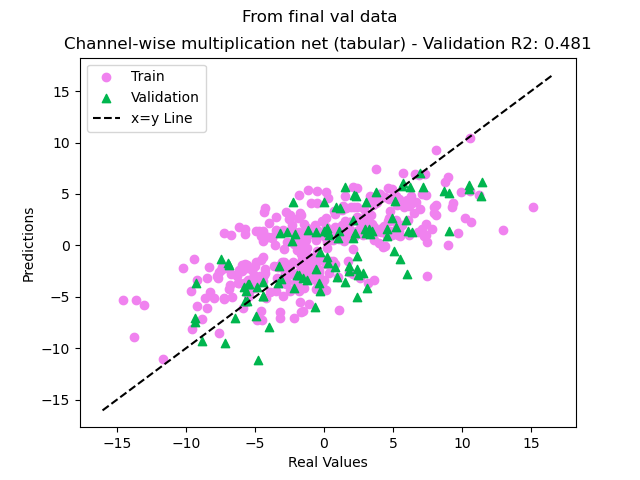 From final val data
Channel-wise multiplication net (tabular) - Validation R2: 0.481
Train
Validation
x=y Line
15
10
5
0
−5
−10
−15
Predictions
−15
−10
−5
0
5
10
15
Real Values